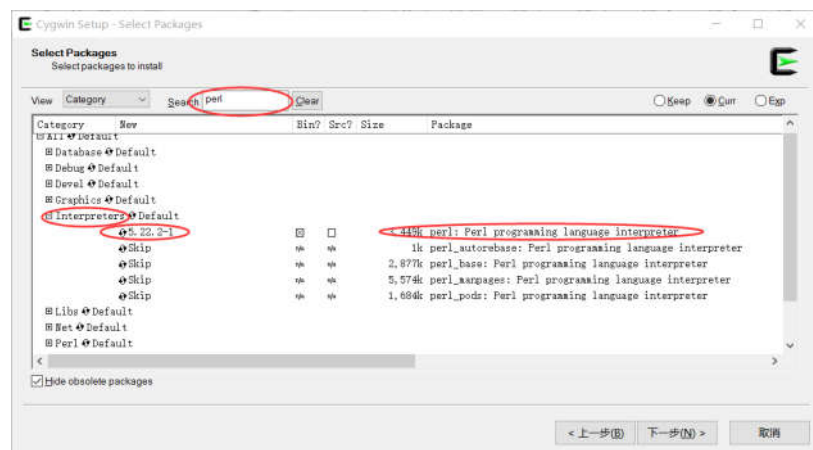 Cygwin Setup - Select Packages
Select Packages
Select packages to install
View Category Search perl Clear Keep Curr Exp
Category New Bin? Src? Size Package
All Default
Database Default
Debug Default
Devel Default
Graphics Default
Interpreters Default
5.22.2-1 perl: Perl programming language interpreter
Skip n/a n/a 1k perl_autorebase: Perl programming language interpreter
Skip n/a n/a 2,877k perl_base: Perl programming language interpreter
Skip n/a n/a 5,574k perl_manpages: Perl programming language interpreter
Skip n/a n/a 1,684k perl_pods: Perl programming language interpreter
Libs Default
Net Default
Perl Default
Hide obsolete packages
< 上一步(B) 下一步(N) > 取消